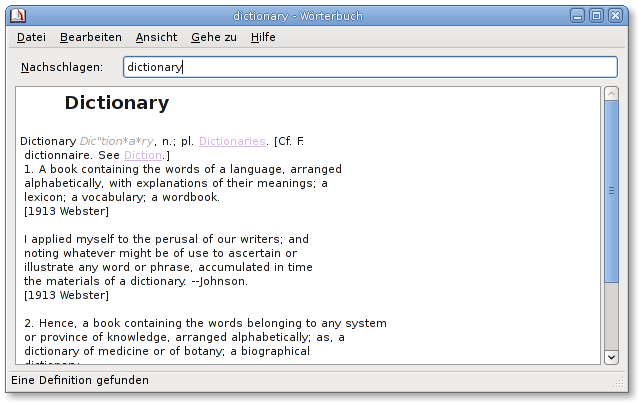 dictionary - Wörterbuch
Datei Bearbeiten Ansicht Gehe zu Hilfe
Nachschlagen: dictionary
Dictionary
Dictionary Dic"tion*a*ry, n.; pl. Dictionaries. [Cf. F.
dictionnaire. See Diction.]
1. A book containing the words of a language, arranged
alphabetically, with explanations of their meanings; a
lexicon; a vocabulary; a wordbook.
[1913 Webster]
I applied myself to the perusal of our writers; and
noting whatever might be of use to ascertain or
illustrate any word or phrase, accumulated in time
the materials of a dictionary. --Johnson.
[1913 Webster]
2. Hence, a book containing the words belonging to any system
or province of knowledge, arranged alphabetically; as, a
dictionary of medicine or of botany; a biographical
Eine Definition gefunden